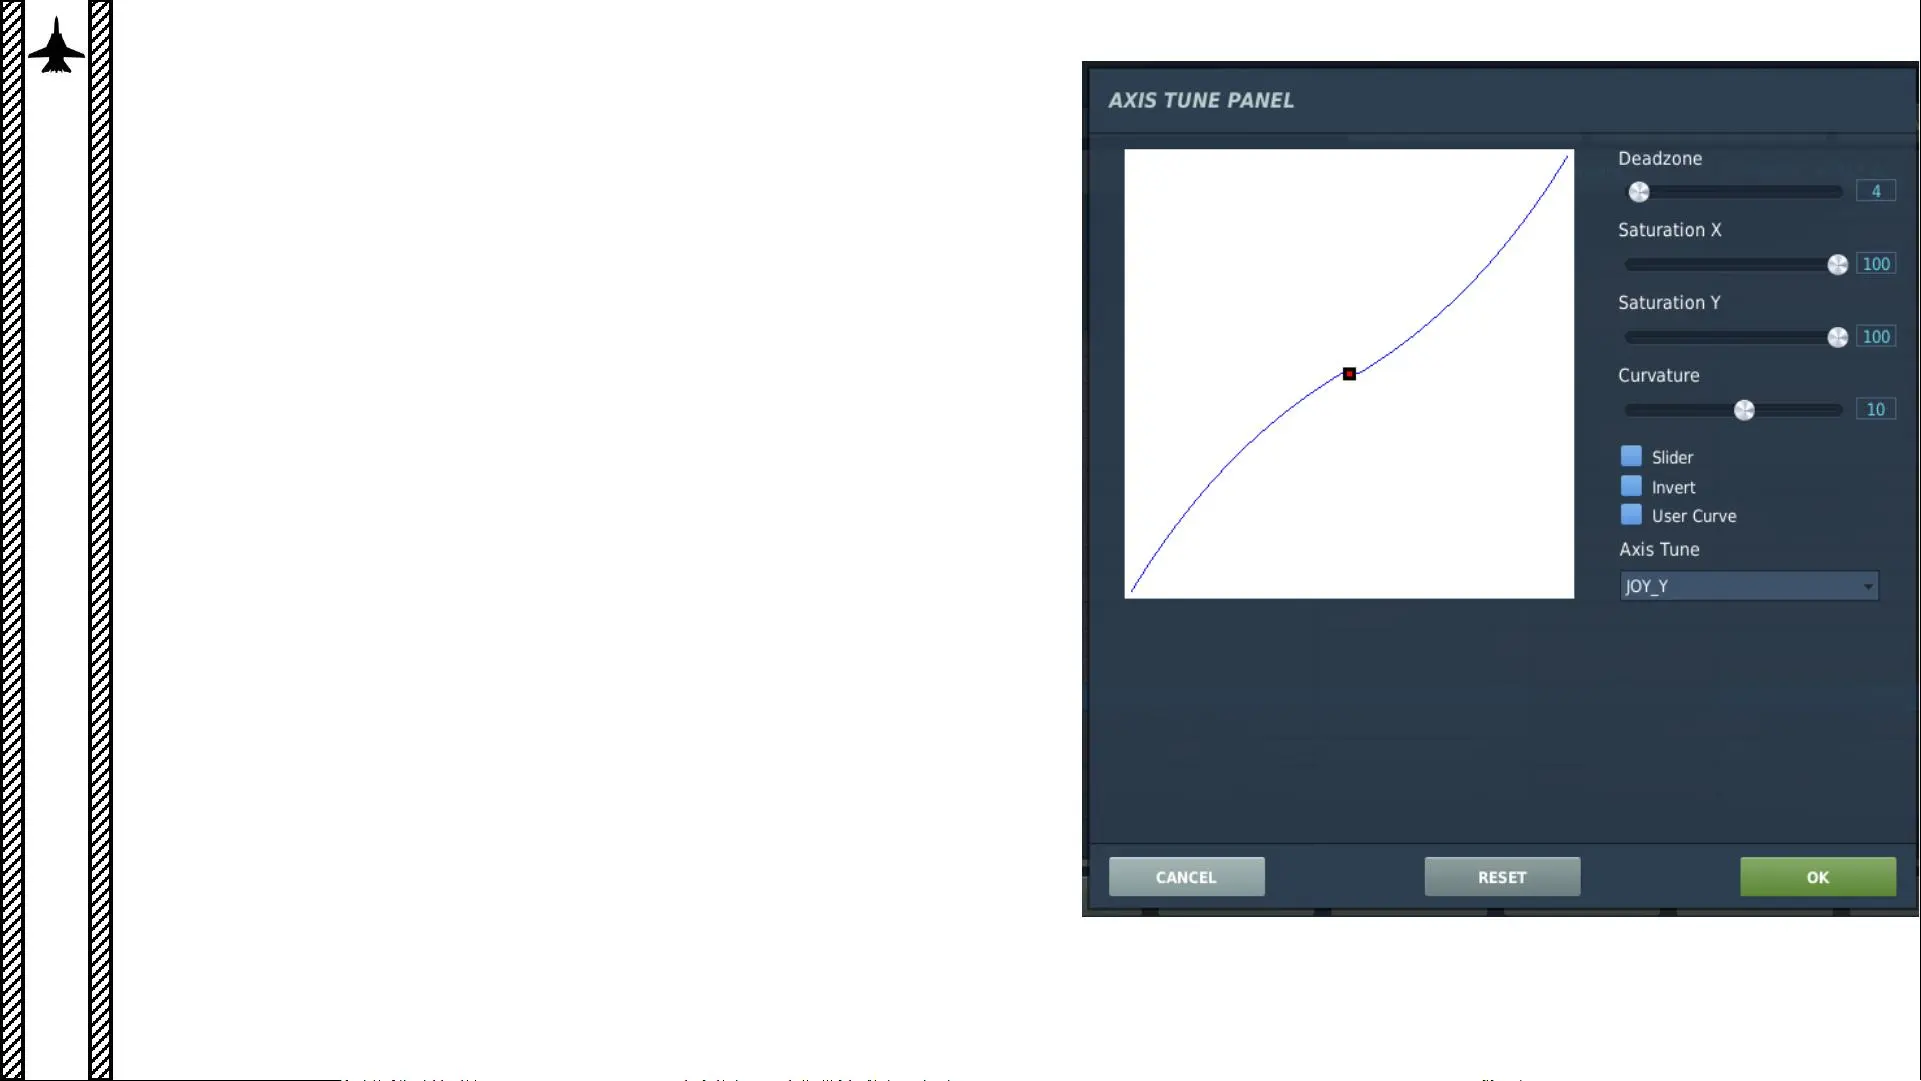 AXIS TUNE PANEL
Deadzone
4
Saturation X
100
Saturation Y
100
Curvature
10
Slider
Invert
User Curve
Axis Tune
JOY_Y
CANCEL
RESET
OK